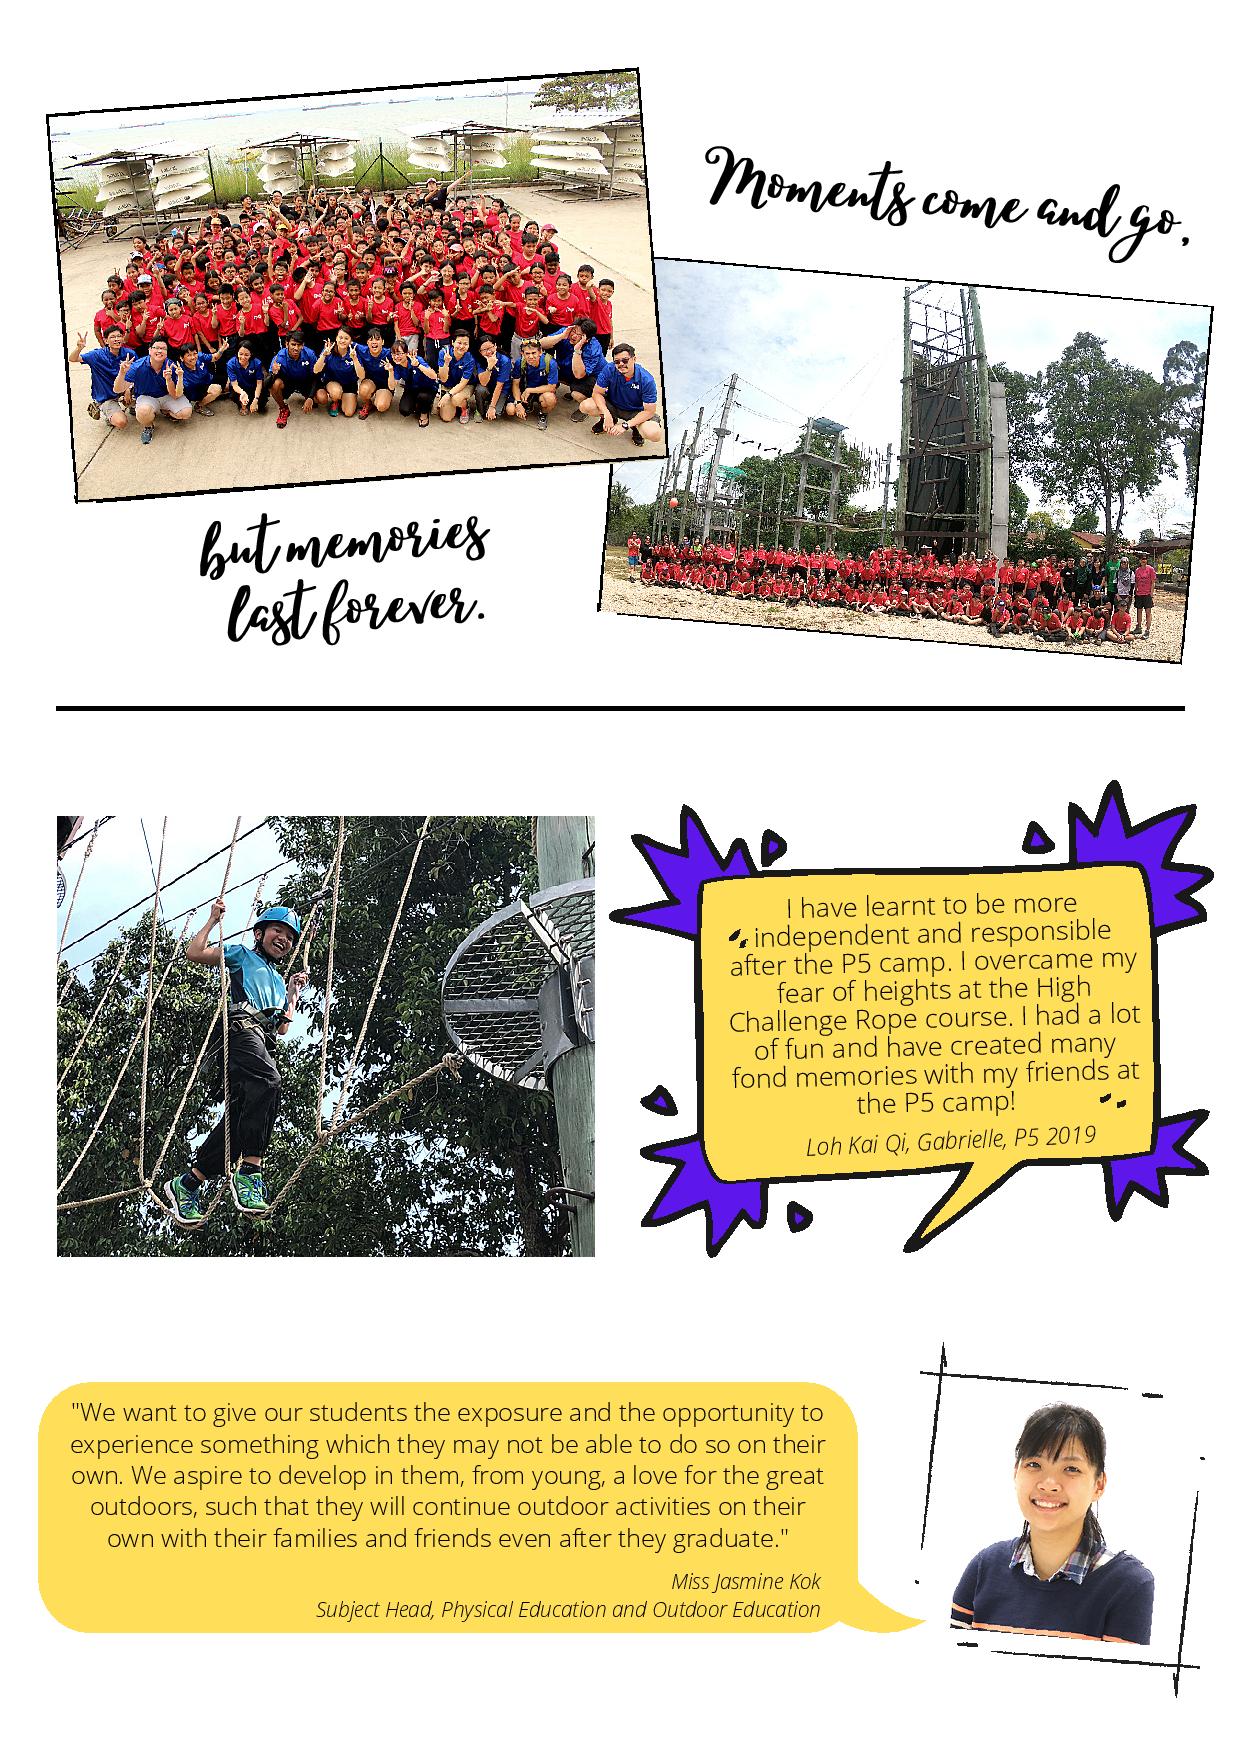 Moments come and go,
but memories
last forever.
I have learnt to be more
independent and responsible
after the P5 camp. I overcame my
fear of heights at the High
Challenge Rope course. I had a lot
of fun and have created many
fond memories with my friends at
the P5 camp!
Loh Kai Qi, Gabrielle, P5 2019
"We want to give our students the exposure and the opportunity to
experience something which they may not be able to do so on their
own. We aspire to develop in them, from young, a love for the great
outdoors, such that they will continue outdoor activities on their
own with their families and friends even after they graduate."
Miss Jasmine Kok
Subject Head, Physical Education and Outdoor Education